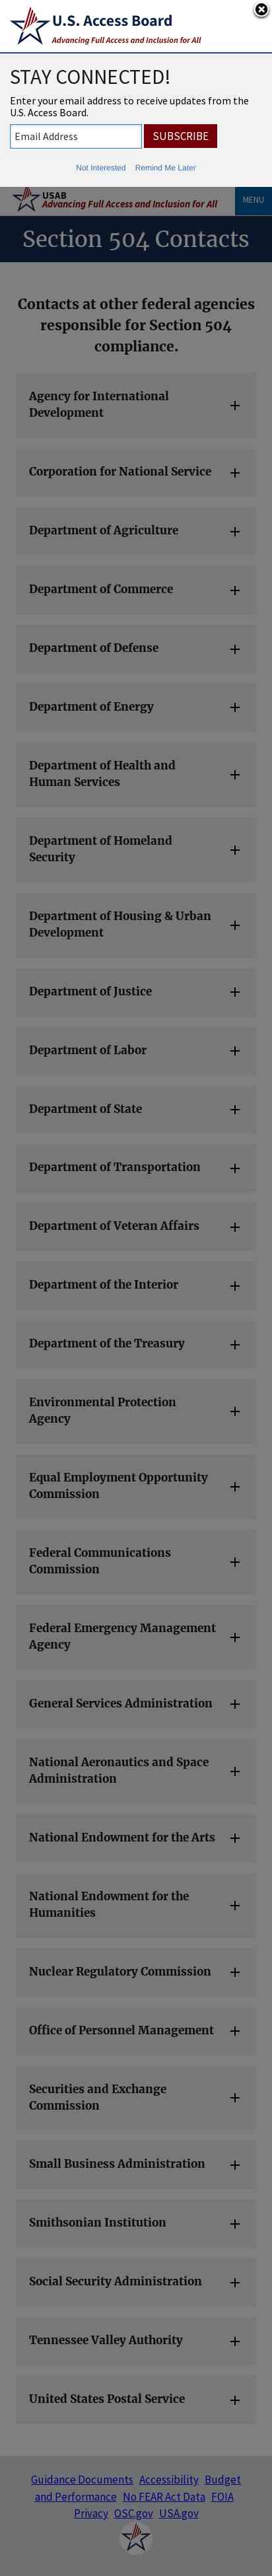 U.S. Access Board
Advancing Full Access and Inclusion for All
STAY CONNECTED!
Enter your email address to receive updates from the
U.S. Access Board.
Email Address
SUBSCRIBE
Not Interested Remind Me Later
USAB
Advancing Full Access and Inclusion for All
MENU
Section 504 Contacts
Contacts at other federal agencies
responsible for Section 504
compliance.
Agency for International
Development
Corporation for National Service
Department of Agriculture
Department of Commerce
Department of Defense
Department of Energy
Department of Health and
Human Services
Department of Homeland
Security
Department of Housing & Urban
Development
Department of Justice
Department of Labor
Department of State
Department of Transportation
Department of Veteran Affairs
Department of the Interior
Department of the Treasury
Environmental Protection
Agency
Equal Employment Opportunity
Commission
Federal Communications
Commission
Federal Emergency Management
Agency
General Services Administration
National Aeronautics and Space
Administration
National Endowment for the Arts
National Endowment for the
Humanities
Nuclear Regulatory Commission
Office of Personnel Management
Securities and Exchange
Commission
Small Business Administration
Smithsonian Institution
Social Security Administration
Tennessee Valley Authority
United States Postal Service
Guidance Documents Accessibility Budget
and Performance No FEAR Act Data FOIA
Privacy OSC.gov USA.gov